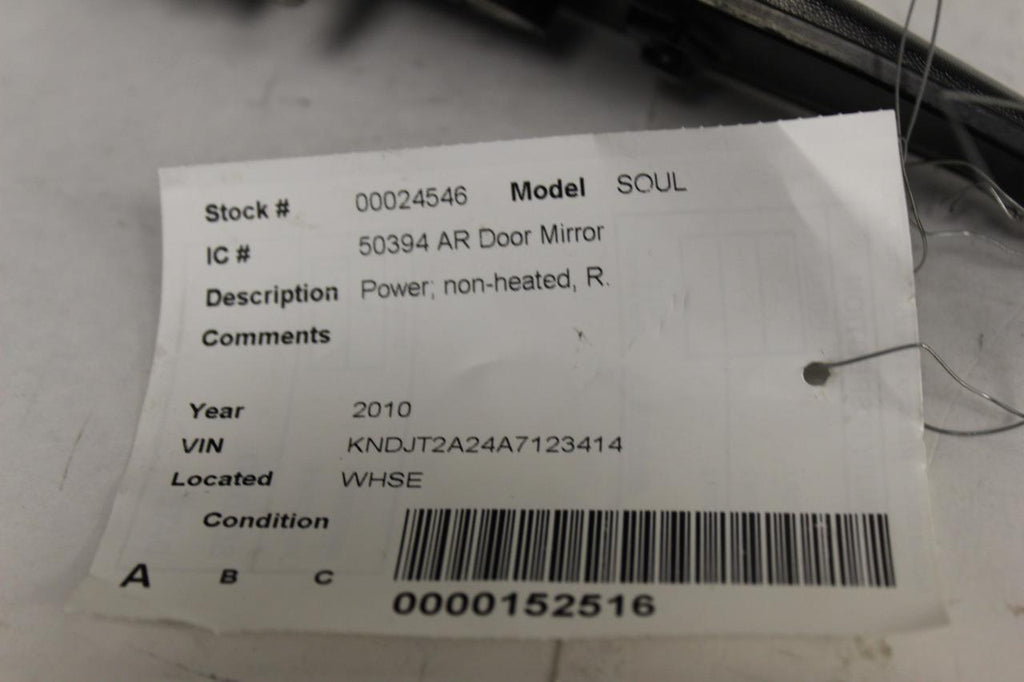 Stock # 00024546 Model SOUL
IC # 50394 AR Door Mirror
Description Power; non-heated, R.
Comments
Year 2010
VIN KNDJT2A24A7123414
Located WHSE
Condition
A B C
0000152516